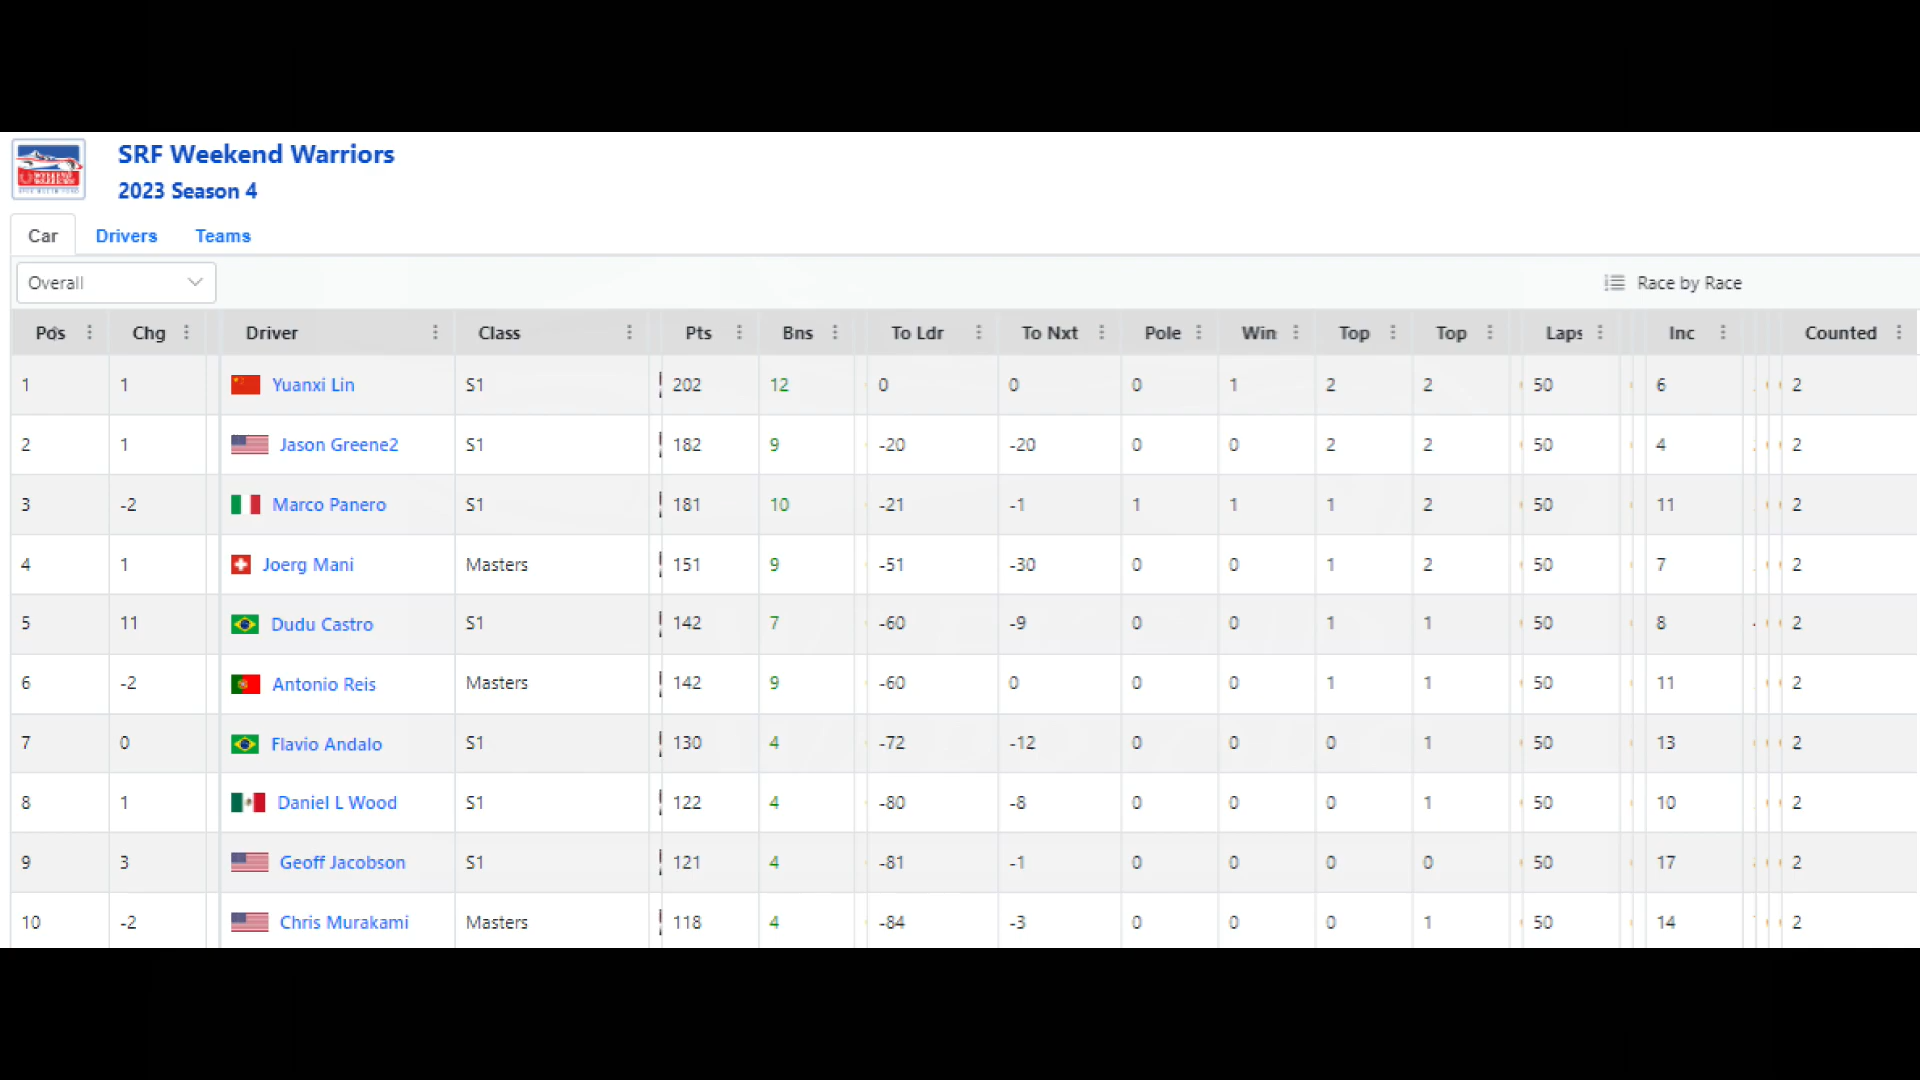 SRF Weekend Warriors
2023 Season 4
Car Drivers Teams
Overall Race by Race
Pos Chg Driver Class Pts Bns To Ldr To Nxt Pole Win Top Top Laps Inc Counted
1 1 Yuanxi Lin S1 202 12 0 0 0 1 2 2 50 6 2
2 1 Jason Greene2 S1 182 9 -20 -20 0 0 2 2 50 4 2
3 -2 Marco Panero S1 181 10 -21 -1 1 1 1 2 50 11 2
4 1 Joerg Mani Masters 151 9 -51 -30 0 0 1 2 50 7 2
5 11 Dudu Castro S1 142 7 -60 -9 0 0 1 1 50 8 2
6 -2 Antonio Reis Masters 142 9 -60 0 0 0 1 1 50 11 2
7 0 Flavio Andalo S1 130 4 -72 -12 0 0 0 1 50 13 2
8 1 Daniel L Wood S1 122 4 -80 -8 0 0 0 1 50 10 2
9 3 Geoff Jacobson S1 121 4 -81 -1 0 0 0 0 50 17 2
10 -2 Chris Murakami Masters 118 4 -84 -3 0 0 0 1 50 14 2